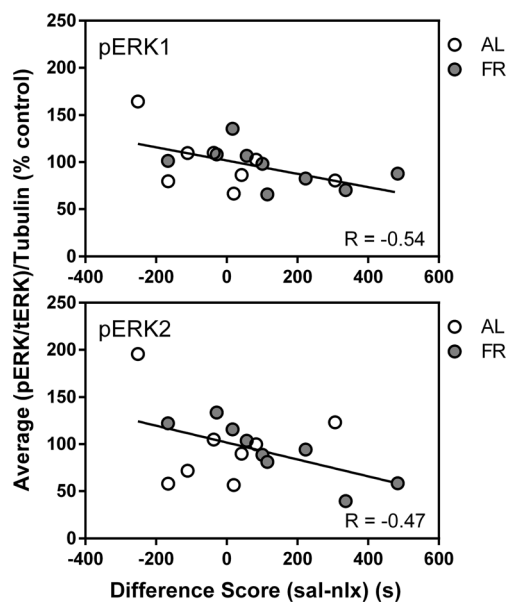 pERK1
AL
FR
250
200
150
100
50
0
R = -0.54
-400 -200 0 200 400 600
pERK2
AL
FR
250
200
150
100
50
0
R = -0.47
-400 -200 0 200 400 600
Average (pERK/tERK)/Tubulin (% control)
Difference Score (sal-nlx) (s)